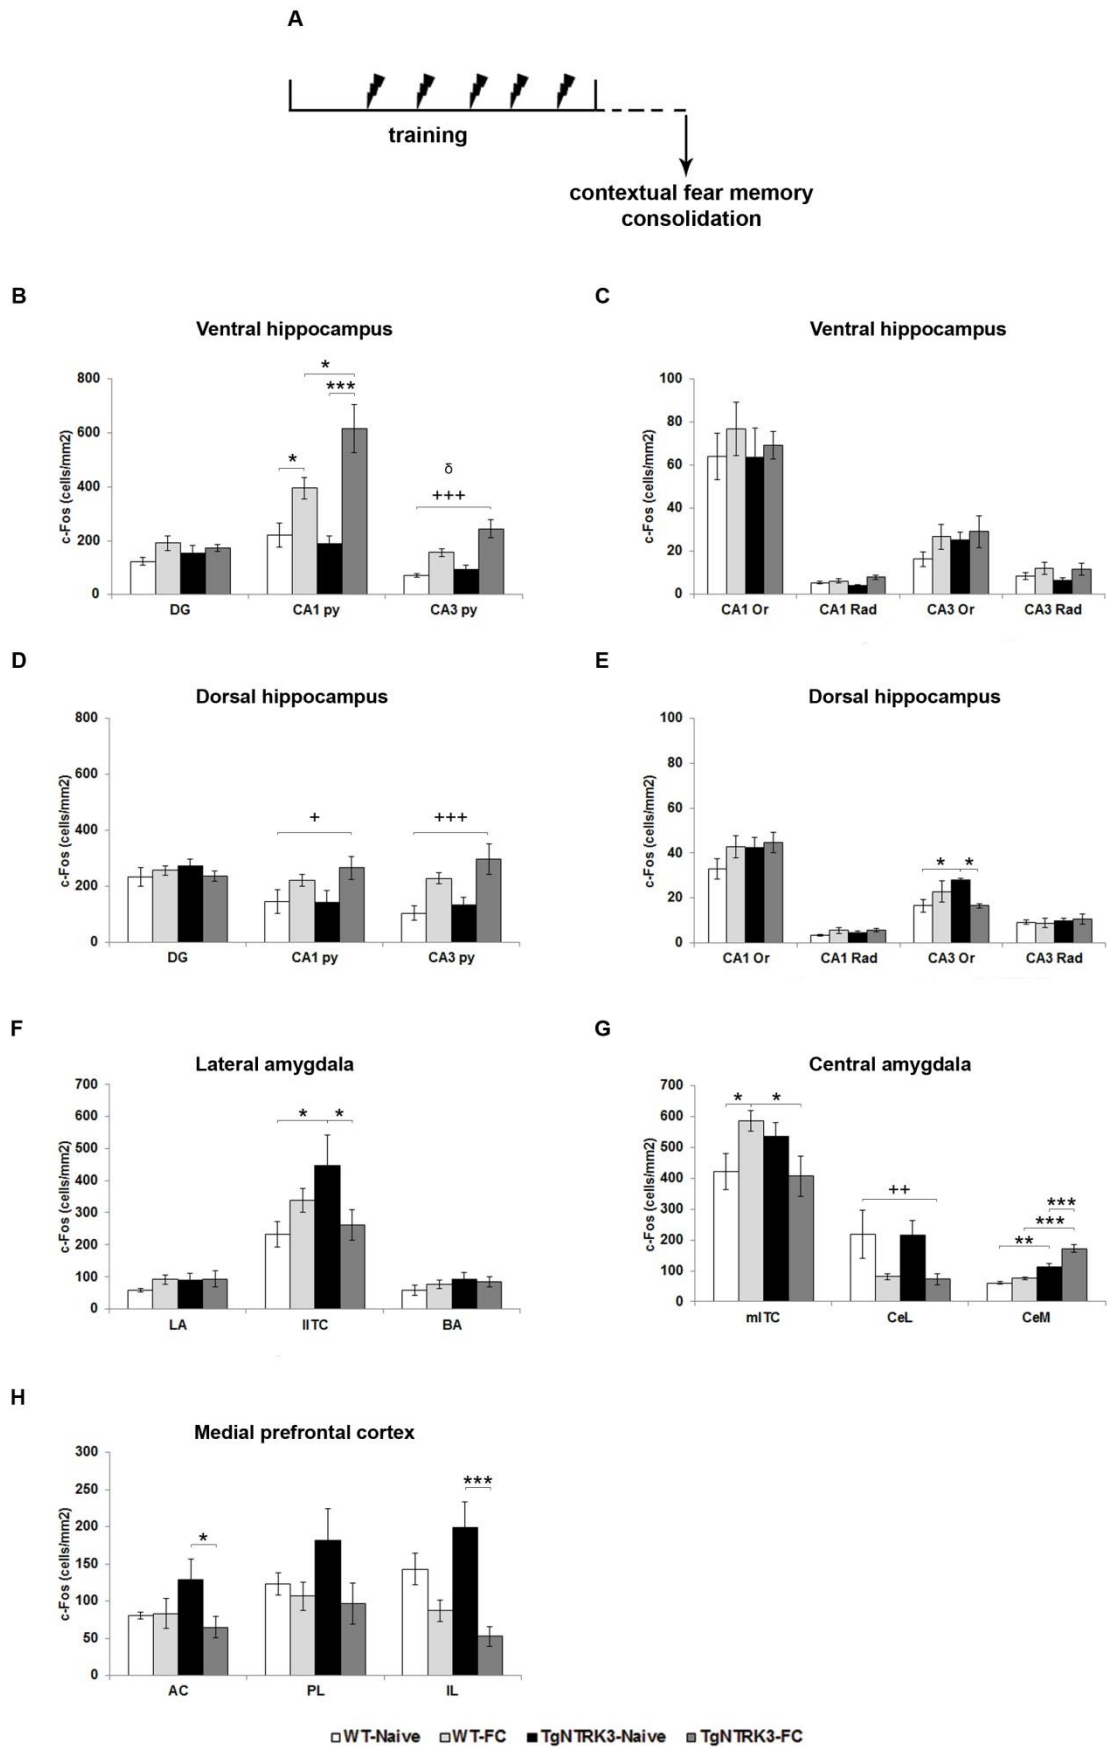 A
training
contextual fear memory
consolidation
B
Ventral hippocampus
c-Fos (cells/mm2)
800
600
400
200
0
*
*
***
δ
+++
DG CA1 py CA3 py
C
Ventral hippocampus
c-Fos (cells/mm2)
100
80
60
40
20
0
CA1 Or CA1 Rad CA3 Or CA3 Rad
D
Dorsal hippocampus
c-Fos (cells/mm2)
800
600
400
200
0
+
+++
DG CA1 py CA3 py
E
Dorsal hippocampus
c-Fos (cells/mm2)
100
80
60
40
20
0
* *
CA1 Or CA1 Rad CA3 Or CA3 Rad
F
Lateral amygdala
c-Fos (cells/mm2)
700
600
500
400
300
200
100
0
* *
LA IITC BA
G
Central amygdala
c-Fos (cells/mm2)
700
600
500
400
300
200
100
0
* *
++
***
***
**
mITC CeL CeM
H
Medial prefrontal cortex
c-Fos (cells/mm2)
300
250
200
150
100
50
0
*
***
AC PL IL
WT-Naive WT-FC TgNTRK3-Naive TgNTRK3-FC